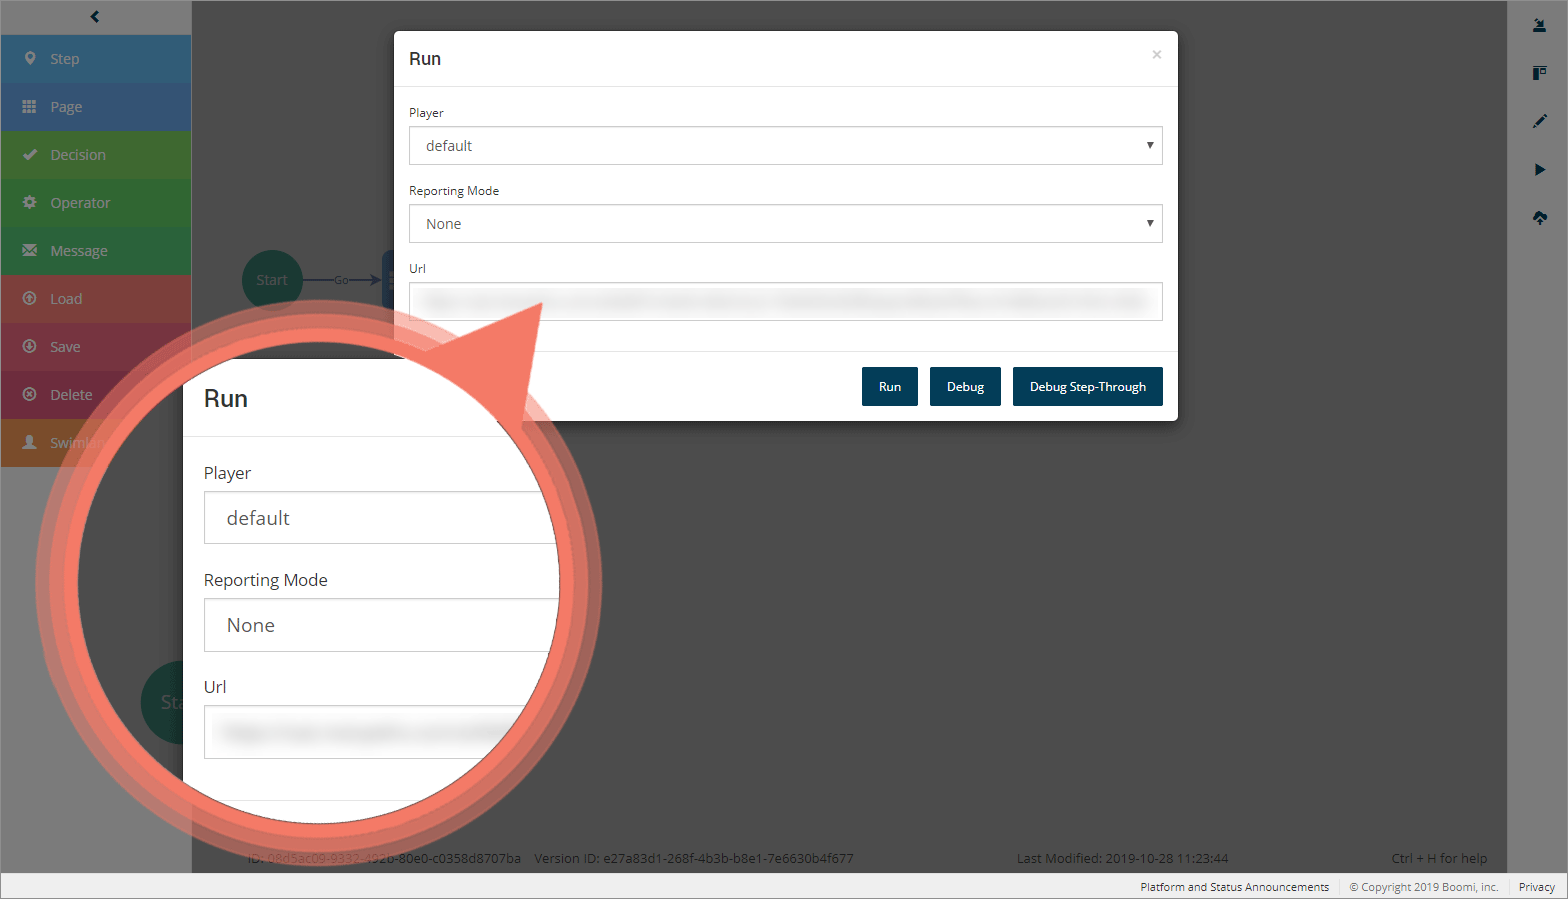 Step
Page
Decision
Operator
Message
Load
Save
Delete
Swimlane
Start
Go
Run
×
Player
default
Reporting Mode
None
Url
Run
Debug
Debug Step-Through
Run
Player
default
Reporting Mode
None
Url
Sta
ID: 08d5ac09-9332-492b-80e0-c0358d8707ba Version ID: e27a83d1-268f-4b3b-b8e1-7e6630b4f677 Last Modified: 2019-10-28 11:23:44 Ctrl + H for help
Platform and Status Announcements © Copyright 2019 Boomi, inc. Privacy